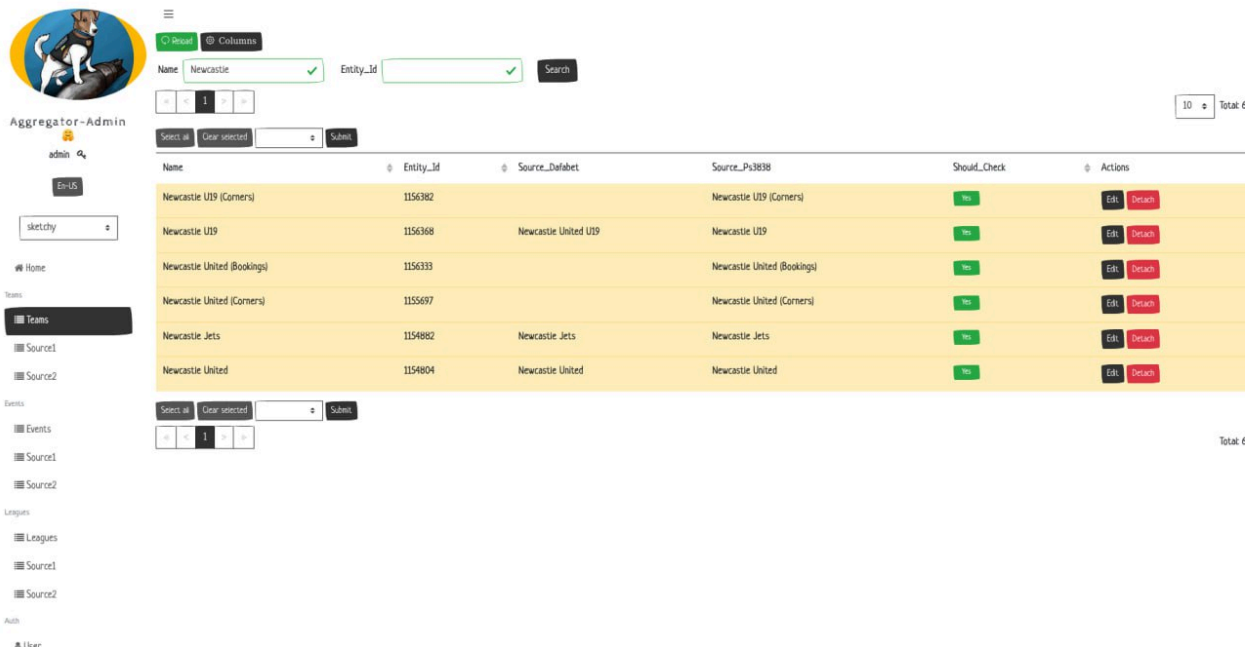 Reload Columns
Name Newcastle Entity_Id Search
« < 1 > »
10 Total: 6
Aggregator-Admin
Select all Clear selected Submit
admin
Name Entity_Id Source_Dafabet Source_Ps3838 Should_Check Actions
En-US
Newcastle U19 (Corners) 1156382 Newcastle U19 (Corners) Yes Edit Detach
sketchy
Newcastle U19 1156368 Newcastle United U19 Newcastle U19 Yes Edit Detach
Home
Newcastle United (Bookings) 1156333 Newcastle United (Bookings) Yes Edit Detach
Teams
Newcastle United (Corners) 1155697 Newcastle United (Corners) Yes Edit Detach
Teams
Newcastle Jets 1154882 Newcastle Jets Newcastle Jets Yes Edit Detach
Source1
Newcastle United 1154804 Newcastle United Newcastle United Yes Edit Detach
Source2
Events
Select all Clear selected Submit
Events
« < 1 > »
Total: 6
Source1
Source2
Leagues
Leagues
Source1
Source2
Auth
User